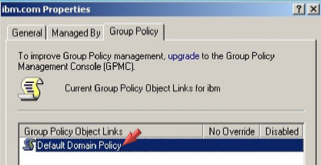 ibm.com Properties
General
Managed By
Group Policy
To improve Group Policy management, upgrade to the Group Policy
Management Console (GPMC).
Current Group Policy Object Links for ibm
Group Policy Object Links
No Override
Disabled
Default Domain Policy